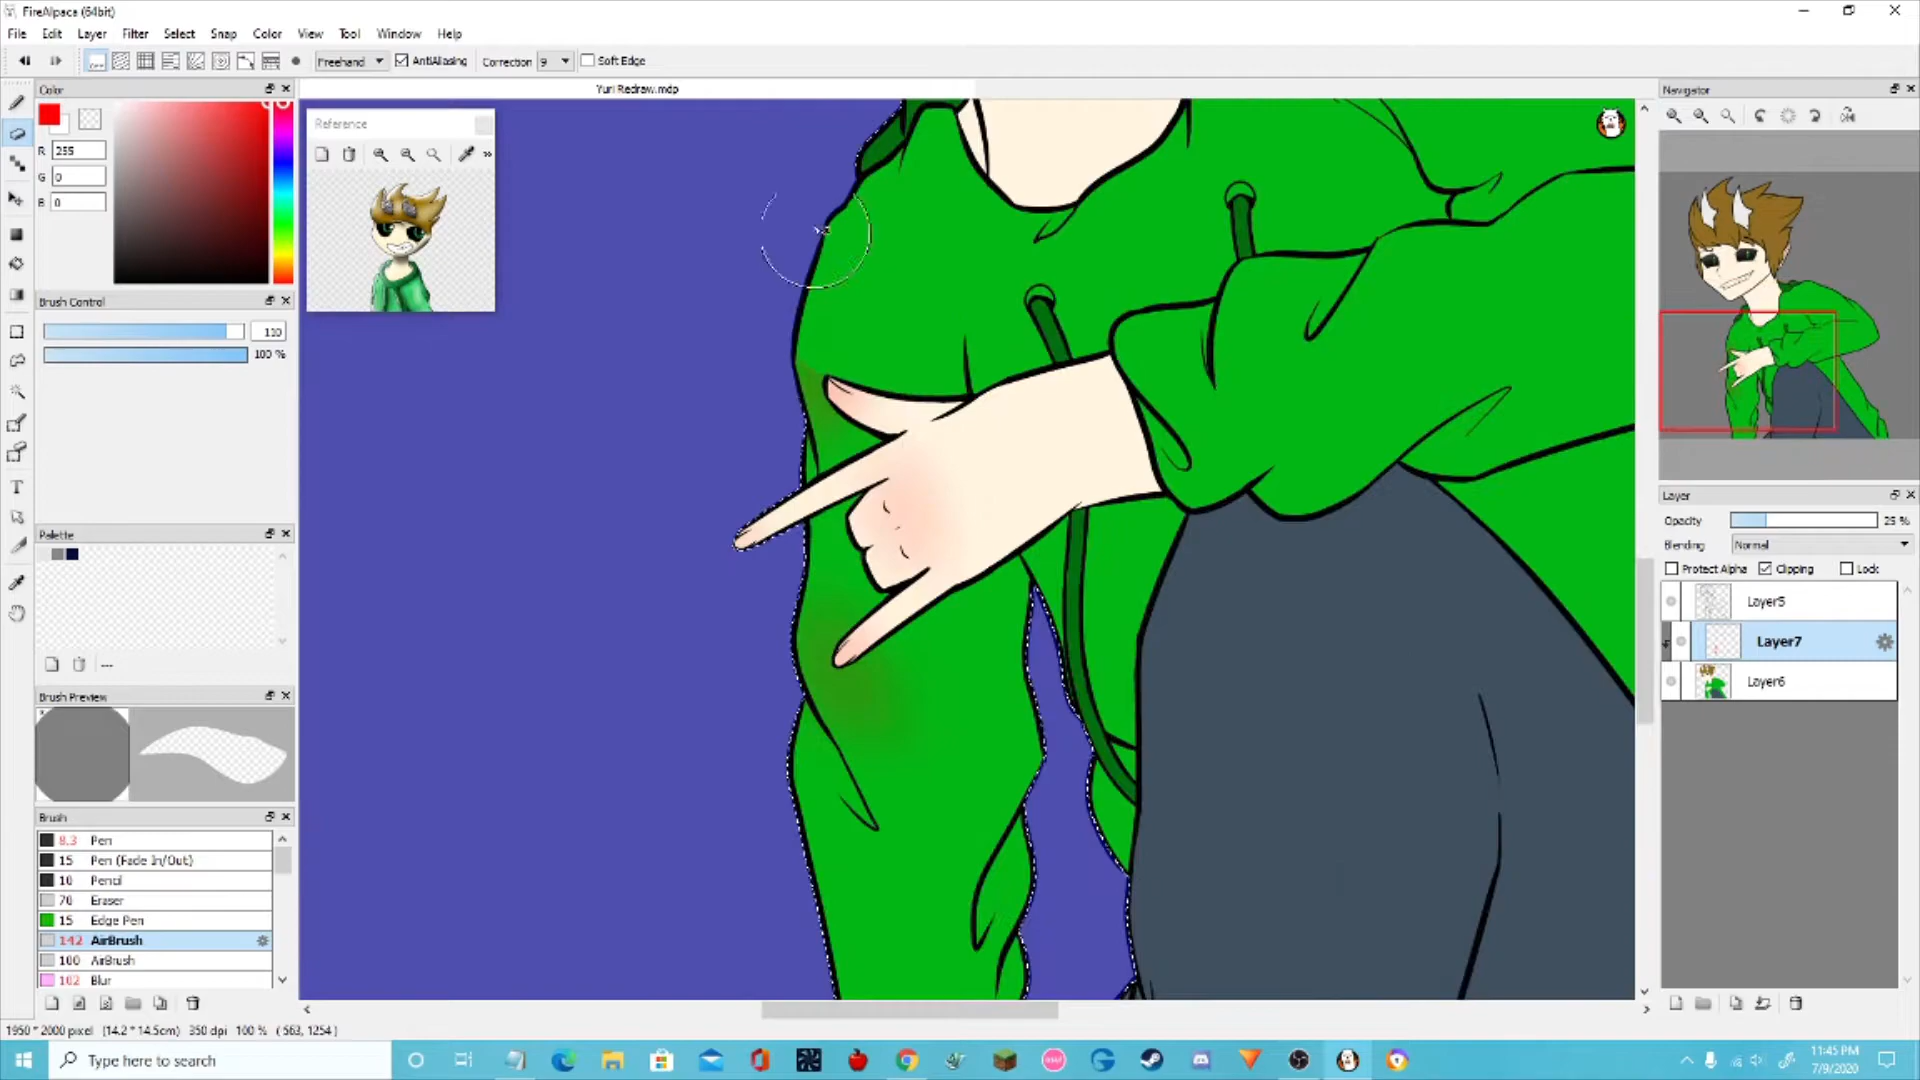 FireAlpaca (64bit)
File Edit Layer Filter Select Snap Color View Tool Window Help
Freehand AntiAliasing Correction 9 Soft Edge
Color
Yuri Redraw.mdp
Navigator
Reference
R 255
G 0
B 0
Brush Control
110
100 %
Palette
---
Brush Preview
Brush
8.3 Pen
15 Pen (Fade In/Out)
10 Pencil
70 Eraser
15 Edge Pen
142 AirBrush
100 AirBrush
102 Blur
Layer
Opacity 25 %
Blending Normal
Protect Alpha Clipping Lock
Layer5
Layer7
Layer6
1950 * 2000 pixel (14.2 * 14.5cm) 350 dpi 100 % ( 563, 1254 )
Type here to search
11:45 PM
7/9/2020